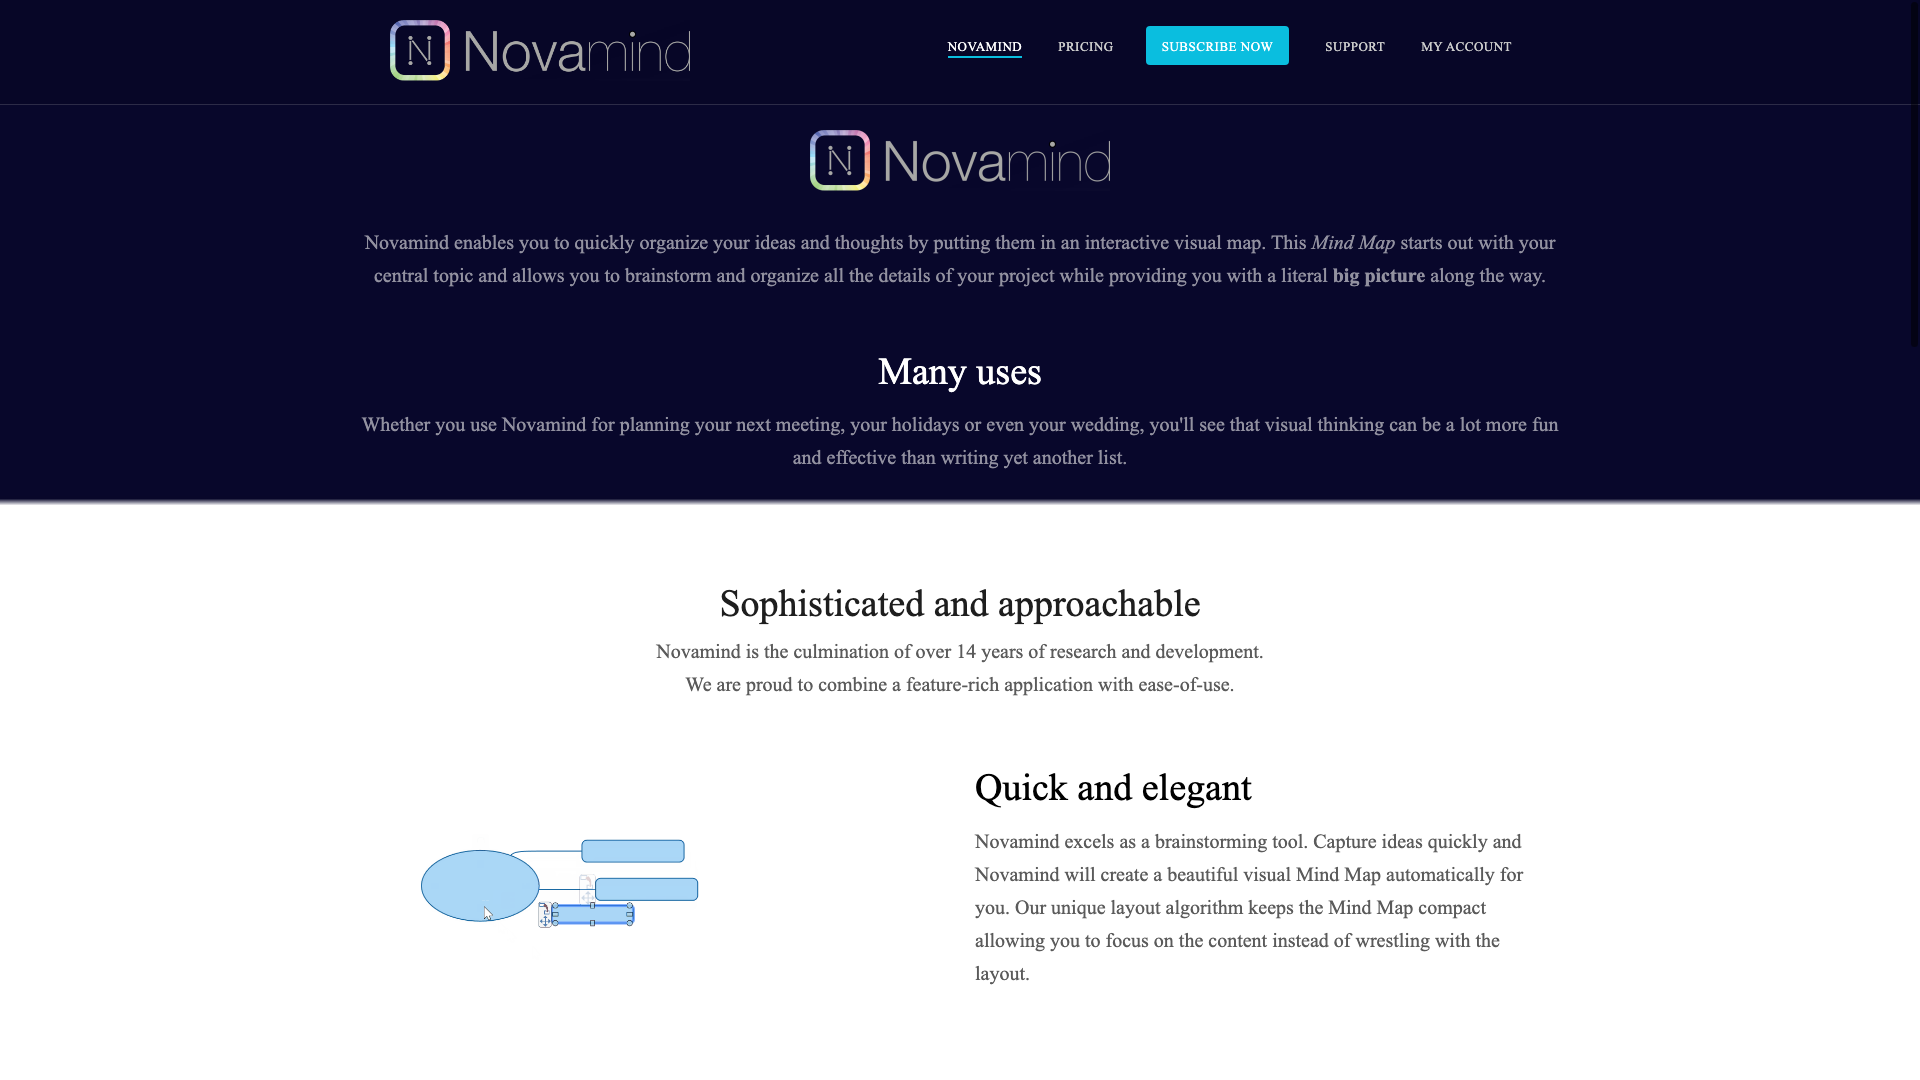 N Novamind
NOVAMIND PRICING SUBSCRIBE NOW SUPPORT MY ACCOUNT
N Novamind
Novamind enables you to quickly organize your ideas and thoughts by putting them in an interactive visual map. This Mind Map starts out with your
central topic and allows you to brainstorm and organize all the details of your project while providing you with a literal big picture along the way.
Many uses
Whether you use Novamind for planning your next meeting, your holidays or even your wedding, you'll see that visual thinking can be a lot more fun
and effective than writing yet another list.
Sophisticated and approachable
Novamind is the culmination of over 14 years of research and development.
We are proud to combine a feature-rich application with ease-of-use.
Quick and elegant
Novamind excels as a brainstorming tool. Capture ideas quickly and
Novamind will create a beautiful visual Mind Map automatically for
you. Our unique layout algorithm keeps the Mind Map compact
allowing you to focus on the content instead of wrestling with the
layout.